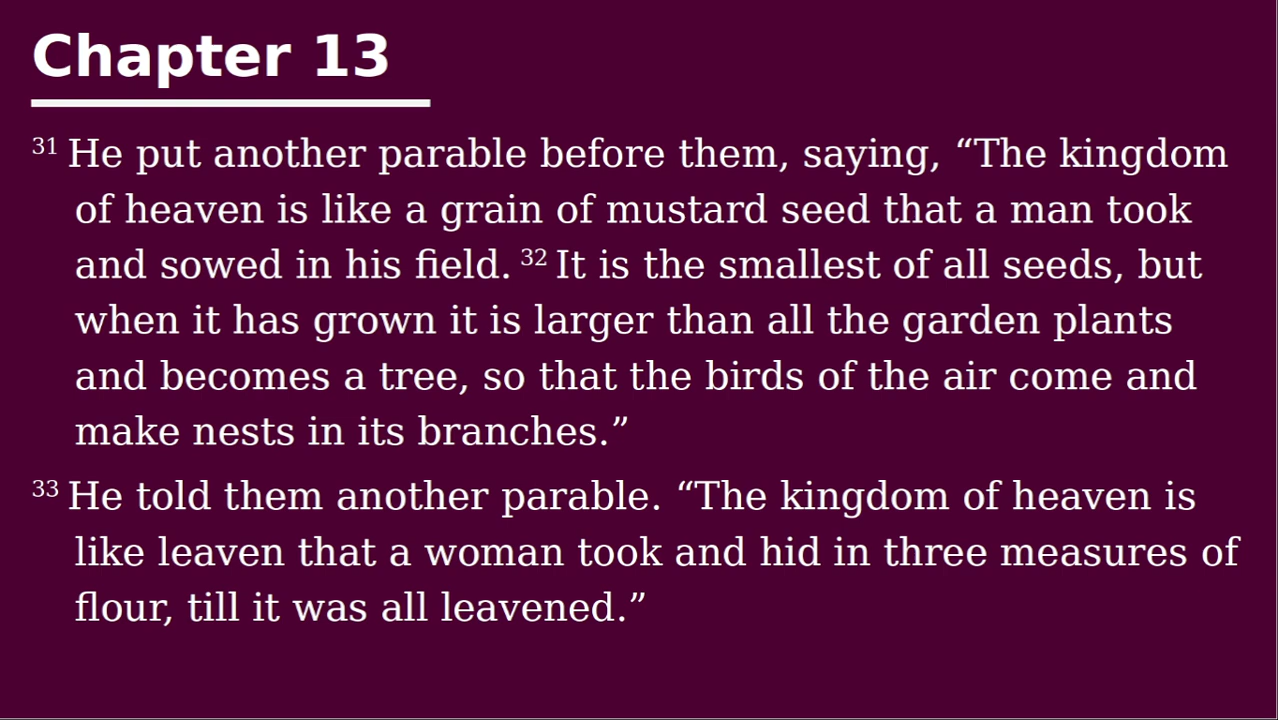 Chapter 13
31 He put another parable before them, saying, “The kingdom
of heaven is like a grain of mustard seed that a man took
and sowed in his field. 32 It is the smallest of all seeds, but
when it has grown it is larger than all the garden plants
and becomes a tree, so that the birds of the air come and
make nests in its branches.”
33 He told them another parable. “The kingdom of heaven is
like leaven that a woman took and hid in three measures of
flour, till it was all leavened.”